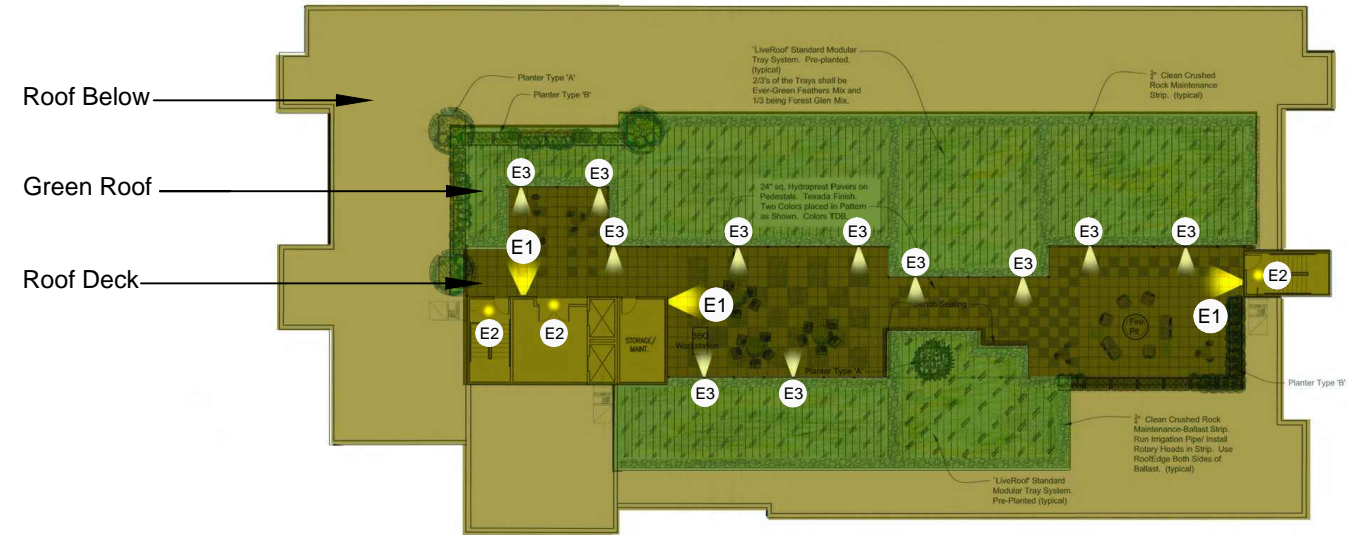 Roof Below
Green Roof
Roof Deck
Planter Type 'A'
Planter Type 'B'
'LiveRoof' Standard Modular
Tray System. Pre-planted.
(typical)
2/3's of the Trays shall be
Ever-Green Feathers Mix and
1/3 being Forest Glen Mix.
Clean Crushed
Rock Maintenance
Strip. (typical)
24" sq. Hydraprest Pavers on
Pedestals. Texada Finish.
Two Colors placed in Pattern
as Shown. Colors TDB.
E3
E3
E3
E3
E3
E3
E3
E3
E3
E1
E1
E1
E2
E2
E2
Bench Seating
STORAGE/
MAINT.
BBQ
Workstation
Fire
Pit
Planter Type 'A'
E3
E3
Planter Type 'B'
Clean Crushed Rock
Maintenance-Ballast Strip.
Run Irrigation Pipe/ Install
Rotary Heads in Strip. Use
RoofEdge Both Sides of
Ballast. (typical)
'LiveRoof' Standard
Modular Tray System.
Pre-Planted (typical)